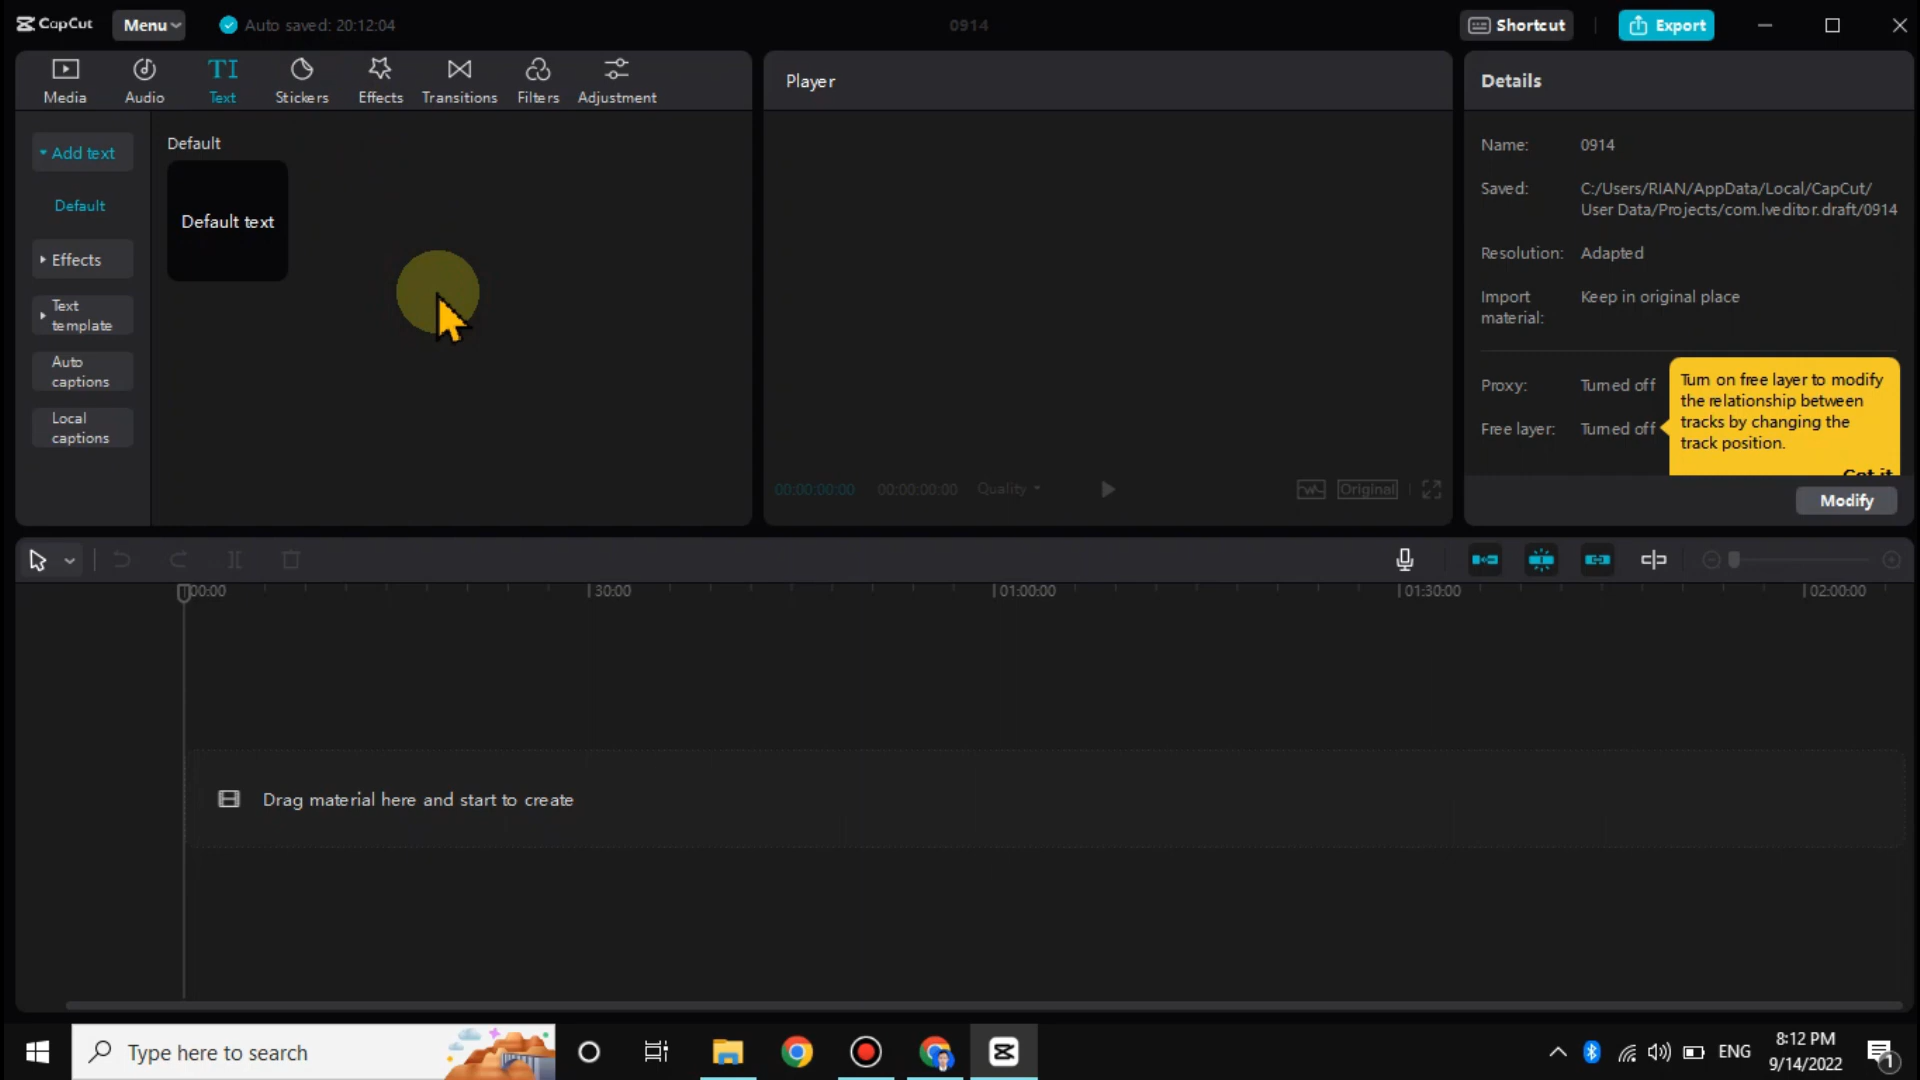 CapCut
Menu
Auto saved: 20:12:04
0914
Shortcut
Export
Media
Audio
TI
Text
Stickers
Effects
Transitions
Filters
Adjustment
Add text
Default
Effects
Text
template
Auto
captions
Local
captions
Default
Default text
Player
00:00:00:00
00:00:00:00
Quality
Original
Details
Name:
0914
Saved:
C:/Users/RIAN/AppData/Local/CapCut/
User Data/Projects/com.lveditor.draft/0914
Resolution:
Adapted
Import
material:
Keep in original place
Proxy:
Turned off
Free layer:
Turned off
Turn on free layer to modify
the relationship between
tracks by changing the
track position.
Got it
Modify
00:00
30:00
01:00:00
01:30:00
02:00:00
Drag material here and start to create
Type here to search
ENG
8:12 PM
9/14/2022
1